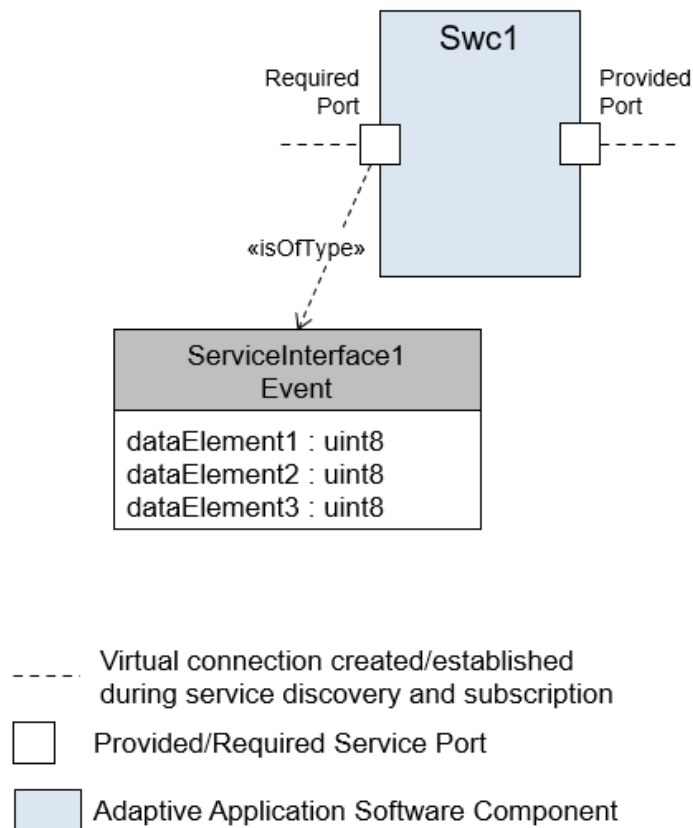 Swc1
Required
Port
Provided
Port
«isOfType»
ServiceInterface1
Event
dataElement1 : uint8
dataElement2 : uint8
dataElement3 : uint8
Virtual connection created/established
during service discovery and subscription
Provided/Required Service Port
Adaptive Application Software Component